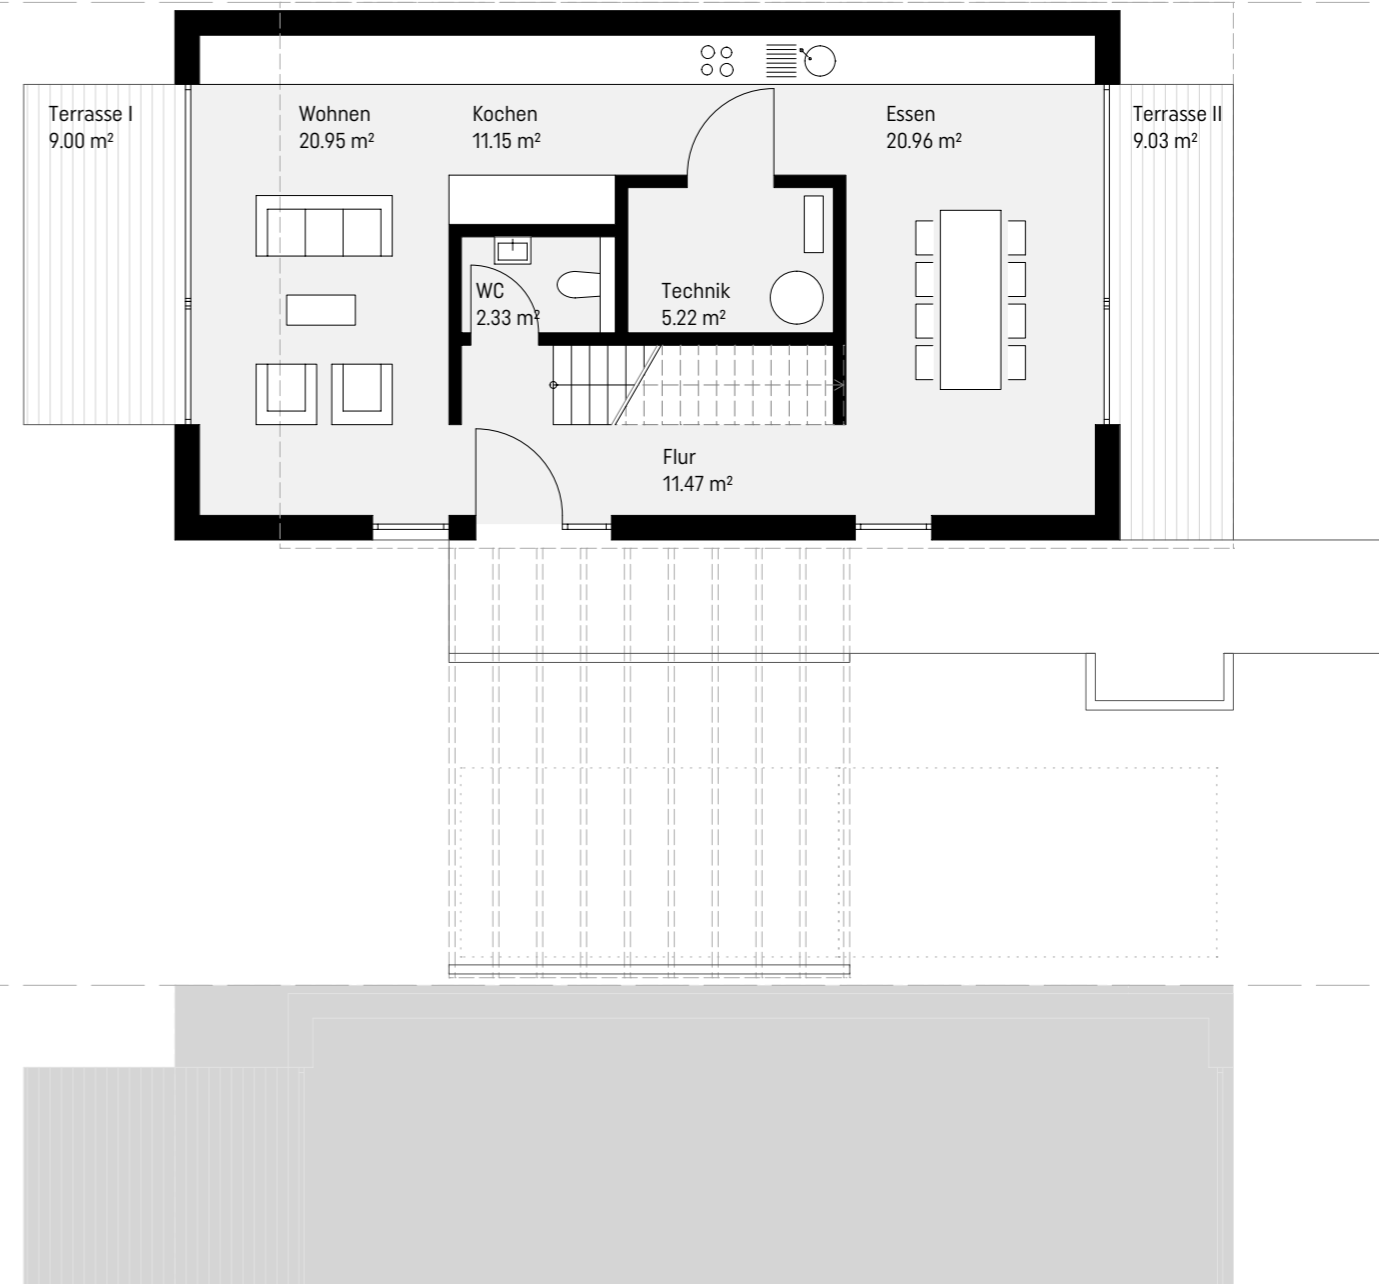 Terrasse I
9.00 m²
Wohnen
20.95 m²
Kochen
11.15 m²
Essen
20.96 m²
Terrasse II
9.03 m²
WC
2.33 m²
Technik
5.22 m²
Flur
11.47 m²